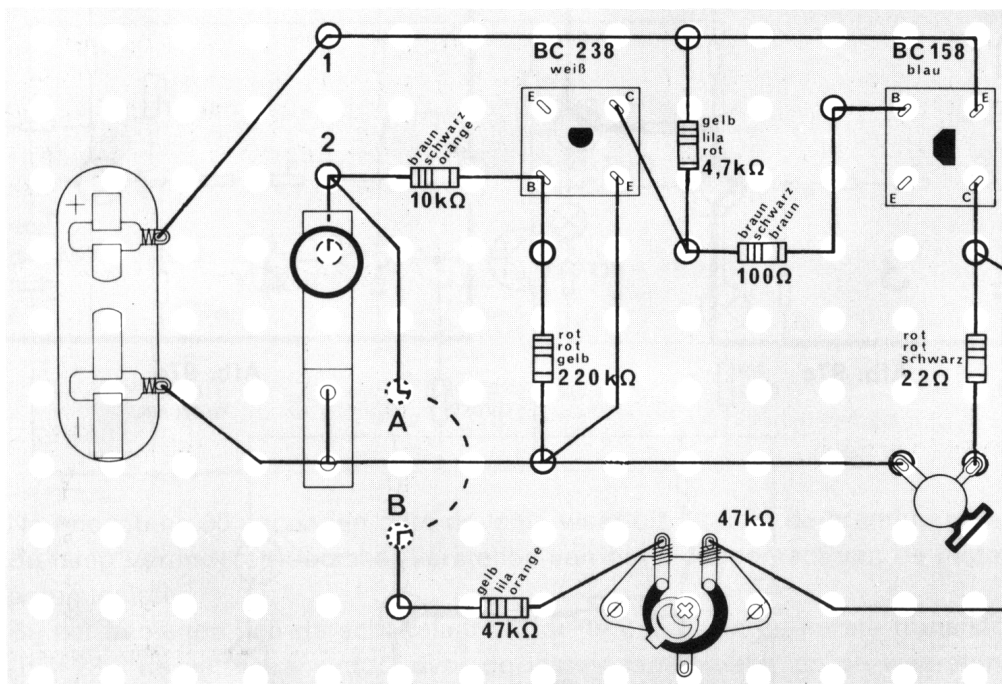 BC 238
weiß
BC 158
blau
1
E
C
B
E
B
E
E
C
2
braun
schwarz
orange
10kΩ
gelb
lila
rot
4,7kΩ
braun
schwarz
braun
100Ω
+
rot
rot
gelb
220kΩ
rot
rot
schwarz
22Ω
A
B
-
47kΩ
gelb
lila
orange
47kΩ